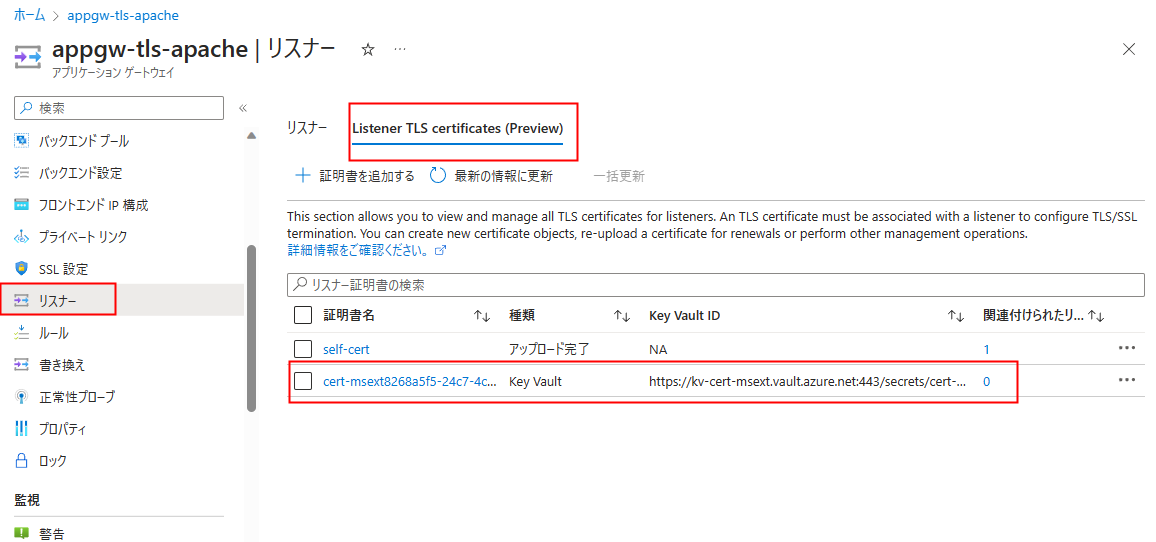 ホーム > appgw-tls-apache
appgw-tls-apache | リスナー ☆ …
アプリケーション ゲートウェイ
検索
バックエンド プール
バックエンド設定
フロントエンド IP 構成
プライベート リンク
SSL 設定
リスナー
ルール
書き換え
正常性プローブ
プロパティ
ロック
監視
警告
リスナー Listener TLS certificates (Preview)
証明書を追加する 最新の情報に更新 一括更新
This section allows you to view and manage all TLS certificates for listeners. An TLS certificate must be associated with a listener to configure TLS/SSL
termination. You can create new certificate objects, re-upload a certificate for renewals or perform other management operations.
詳細情報をご確認ください。
リスナー証明書の検索
証明書名 種類 Key Vault ID 関連付けられたリ...
self-cert アップロード完了 NA 1
cert-msext8268a5f5-24c7-4c... Key Vault https://kv-cert-msext.vault.azure.net:443/secrets/cert-... 0